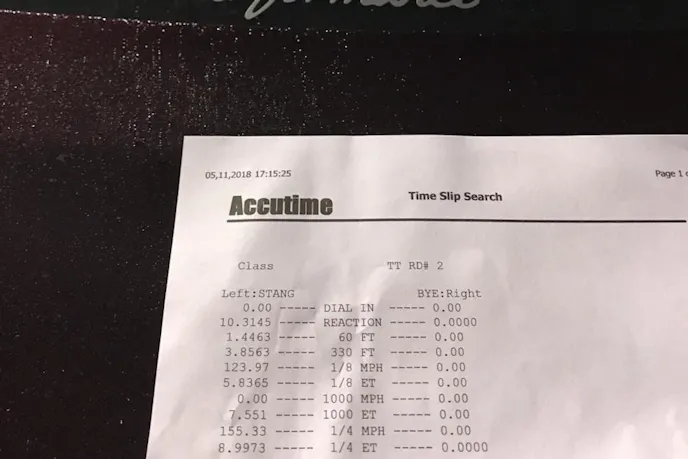 05,11,2018 17:15:25
Page 1
Accutime
Time Slip Search
Class TT RD# 2
Left:STANG BYE:Right
0.00 ----- DIAL IN ----- 0.00
10.3145 ----- REACTION ----- 0.0000
1.4463 ----- 60 FT ----- 0.00
3.8563 ----- 330 FT ----- 0.00
123.97 ----- 1/8 MPH ----- 0.00
5.8365 ----- 1/8 ET ----- 0.00
0.00 ----- 1000 MPH ----- 0.00
7.551 ----- 1000 ET ----- 0.00
155.33 ----- 1/4 MPH ----- 0.00
8.9973 ----- 1/4 ET ----- 0.0000